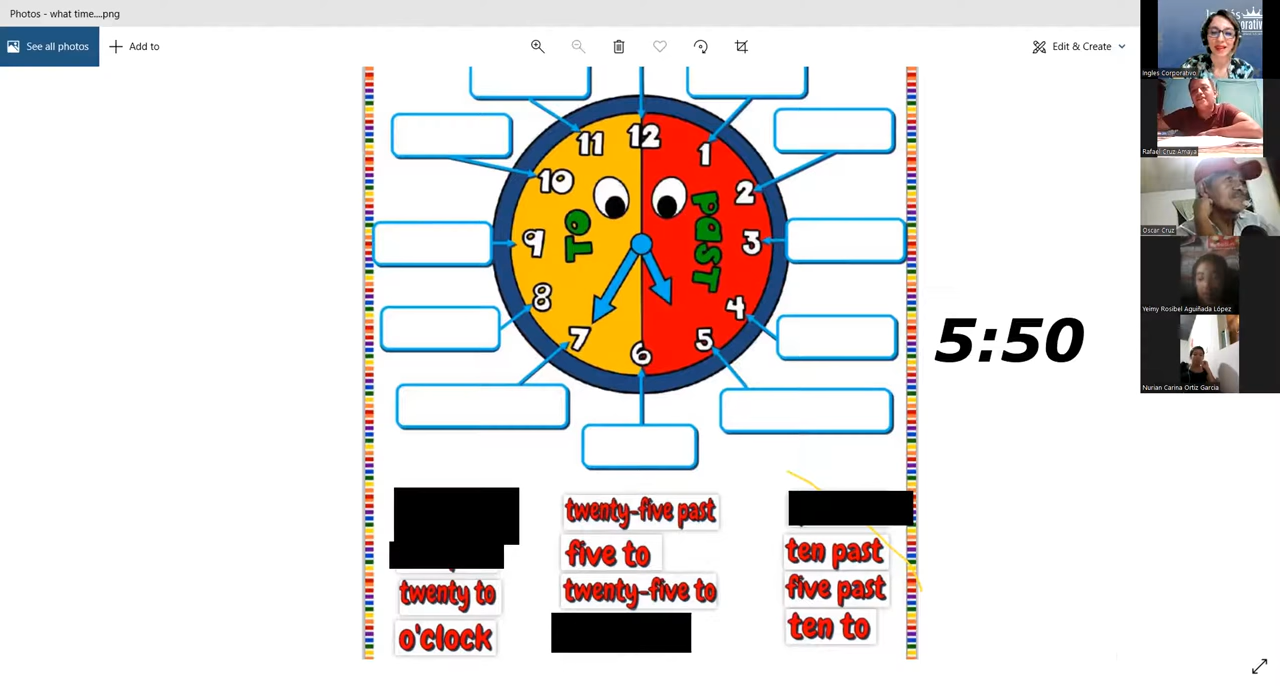 Photos - what time....png
See all photos
Add to
Edit & Create
Ingles Corporativo
Rafael Cruz Amaya
Oscar Cruz
Yeimy Rosibel Aguiñada López
Nurian Carina Ortiz Garcia
11 12 1
10 2
9 TO PAST 3
8 4
7 6 5
5:50
twenty-five past
five to
twenty-five to
twenty to
o'clock
ten past
five past
ten to